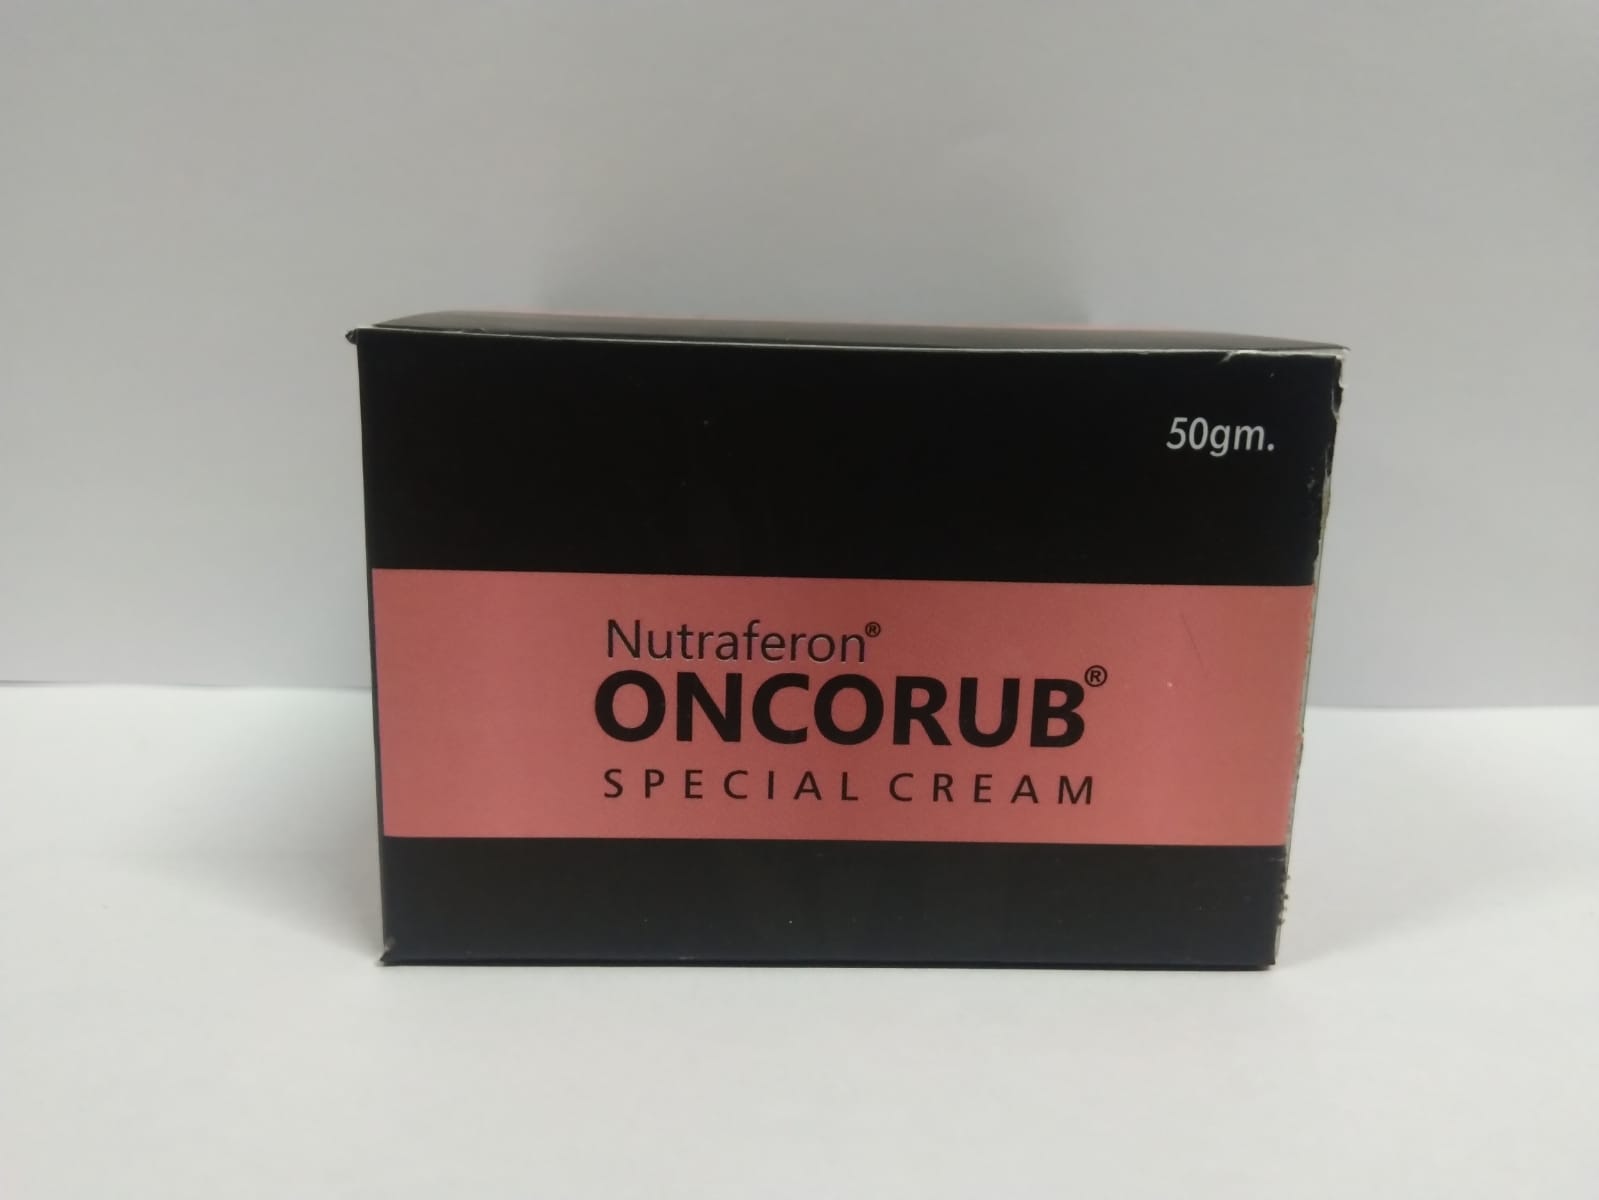 50gm.
Nutraferon®
ONCORUB®
SPECIAL CREAM